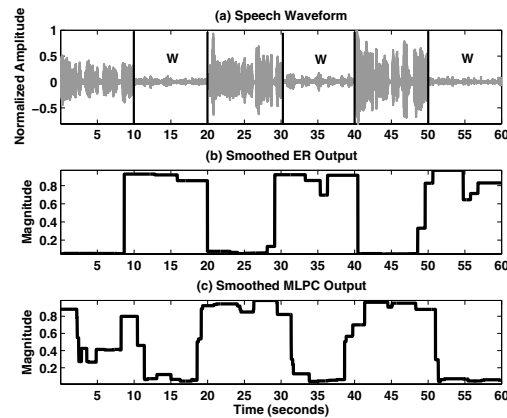 (a) Speech Waveform
Normalized Amplitude
1
0.5
0
−0.5
W
W
W
5 10 15 20 25 30 35 40 45 50 55 60
(b) Smoothed ER Output
Magnitude
0.8
0.6
0.4
0.2
5 10 15 20 25 30 35 40 45 50 55 60
(c) Smoothed MLPC Output
Magnitude
0.8
0.6
0.4
0.2
5 10 15 20 25 30 35 40 45 50 55 60
Time (seconds)